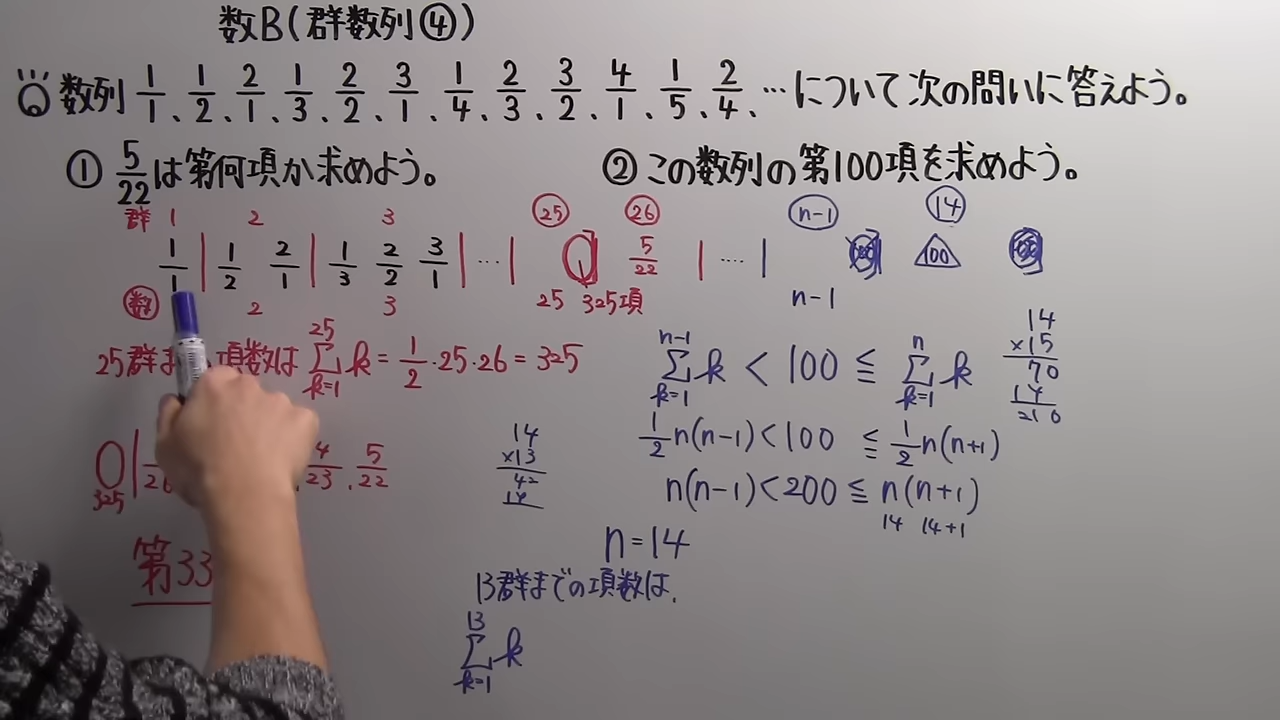 数B(群数列④)
数列 1/1、1/2、2/1、1/3、2/2、3/1、1/4、2/3、3/2、4/1、1/5、2/4、…について次の問いに答えよう。
① 5/22は第何項か求めよう。
② この数列の第100項を求めよう。
群 1 2 3 ㉕ ㉖
1/1 | 1/2 2/1 | 1/3 2/2 3/1 | … | 5/22 | …. |
数 2 3 25 325項
25群ま 項数は Σ[k=1→25] k = 1/2・25・26 = 325
325 | 4/23 , 5/22
第33
n-1 ⑭
100
n-1
Σ[k=1→n-1] k < 100 ≦ Σ[k=1→n] k
1/2 n(n-1) < 100 ≦ 1/2 n(n+1)
n(n-1) < 200 ≦ n(n+1)
14 14+1
14
×15
70
14
210
14
×13
42
14
n=14
13群までの項数は、
Σ[k=1→13] k